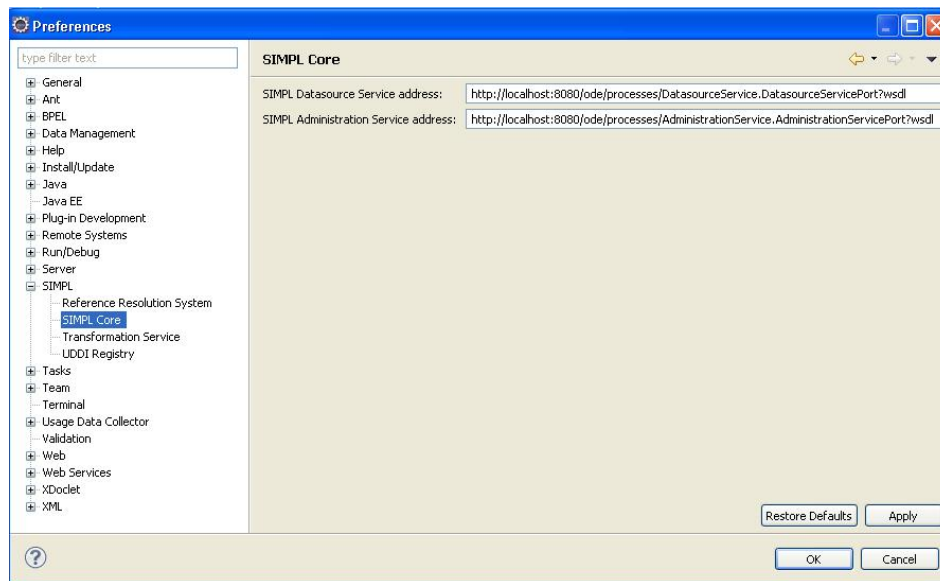 Preferences
type filter text
General
Ant
BPEL
Data Management
Help
Install/Update
Java
Java EE
Plug-in Development
Remote Systems
Run/Debug
Server
SIMPL
Reference Resolution System
SIMPL Core
Transformation Service
UDDI Registry
Tasks
Team
Terminal
Usage Data Collector
Validation
Web
Web Services
XDoclet
XML
SIMPL Core
SIMPL Datasource Service address: http://localhost:8080/ode/processes/DatasourceService.DatasourceServicePort?wsdl
SIMPL Administration Service address: http://localhost:8080/ode/processes/AdministrationService.AdministrationServicePort?wsdl
Restore Defaults Apply
? OK Cancel